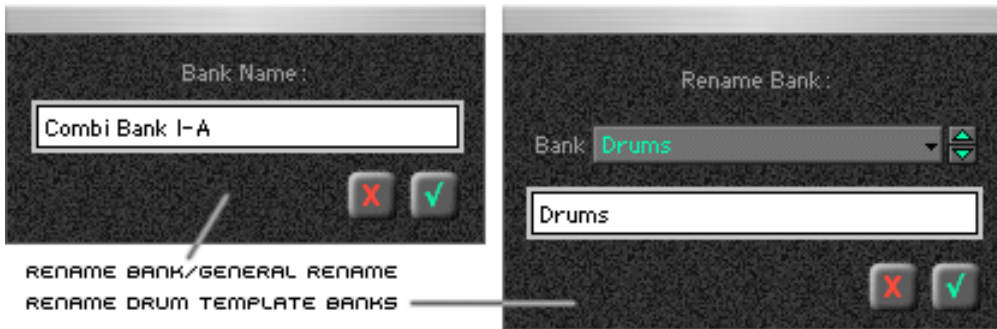 Bank Name:
Combi Bank I-A
X √
RENAME BANK/GENERAL RENAME
RENAME DRUM TEMPLATE BANKS
Rename Bank:
Bank Drums
Drums
X √